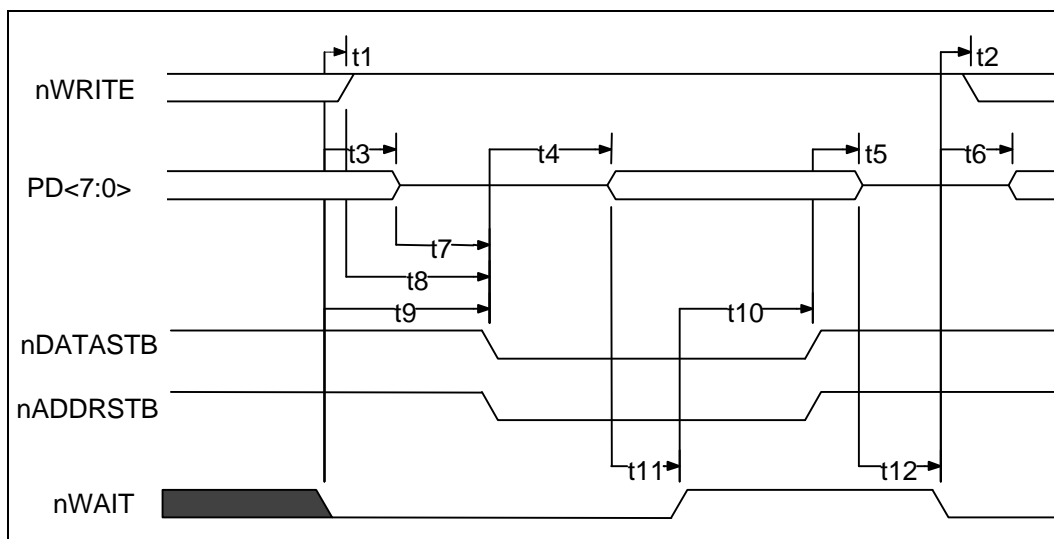 t1 t2
nWRITE
t3 t4 t5 t6
PD<7:0>
t7
t8
t9 t10
nDATASTB
nADDRSTB
t11 t12
nWAIT